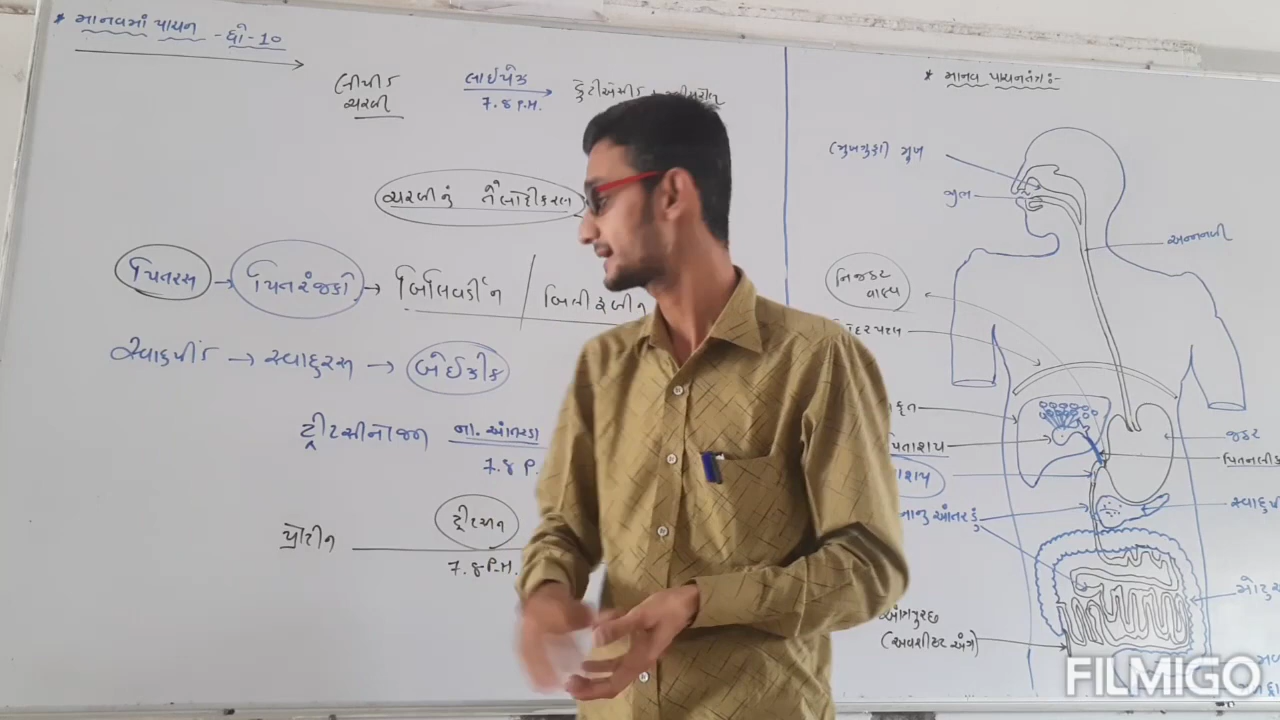 * માનવમાં પાચન - ધો - 10
લીપીડ
ચરબી
લાઈપેઝ
7.8 P.H.
ચરબીનું તૈલોદીકરણ
પિતરસ → પિતરંજકો → બિલિવર્ડીન / બિલીરૂબીન
સ્વાદુપીંડ → સ્વાદુરસ →
ટ્રીપ્સીનોજન ના. આંતરડા
7.8 P.
પ્રોટીન ટ્રીપ્સીન
7.8 P.H.
* માનવ પાચનતંત્ર :-
(મુખગુહા) મુખ
જીભ
અન્નનળી
નિજઠર
વાલ્વ
જઠર
પિતાશય
પિતનળી
નાનુ આંતરડું
આંત્રપુચ્છ
(અવશીષ્ટ અંગ)
FILMIGO